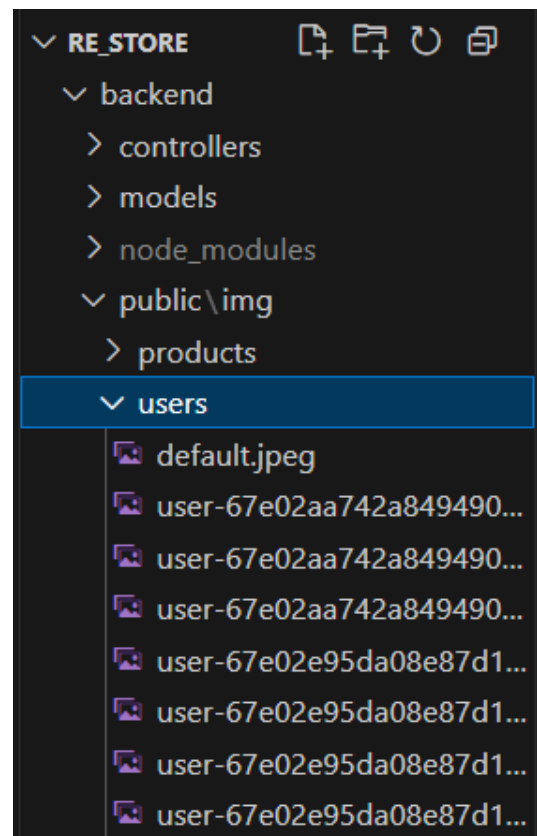 RE_STORE
backend
controllers
models
node_modules
public\img
products
users
default.jpeg
user-67e02aa742a849490...
user-67e02aa742a849490...
user-67e02aa742a849490...
user-67e02e95da08e87d1...
user-67e02e95da08e87d1...
user-67e02e95da08e87d1...
user-67e02e95da08e87d1...